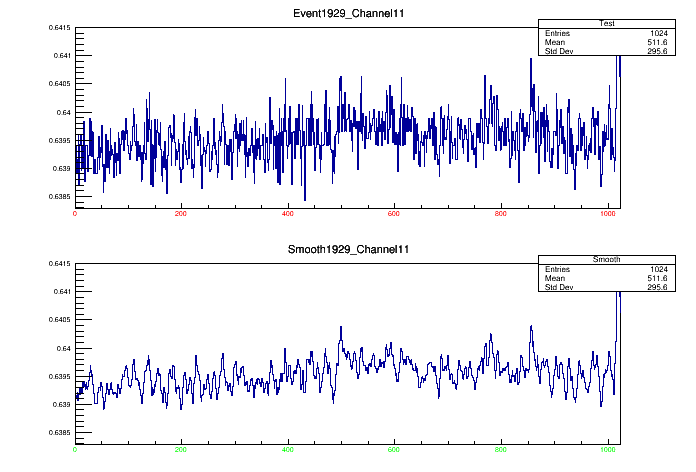 Event1929_Channel11
Test
Entries 1024
Mean 511.6
Std Dev 295.6
0.6415
0.641
0.6405
0.64
0.6395
0.639
0.6385
0 200 400 600 800 1000
Smooth1929_Channel11
Smooth
Entries 1024
Mean 511.6
Std Dev 295.6
0.6415
0.641
0.6405
0.64
0.6395
0.639
0.6385
0 200 400 600 800 1000